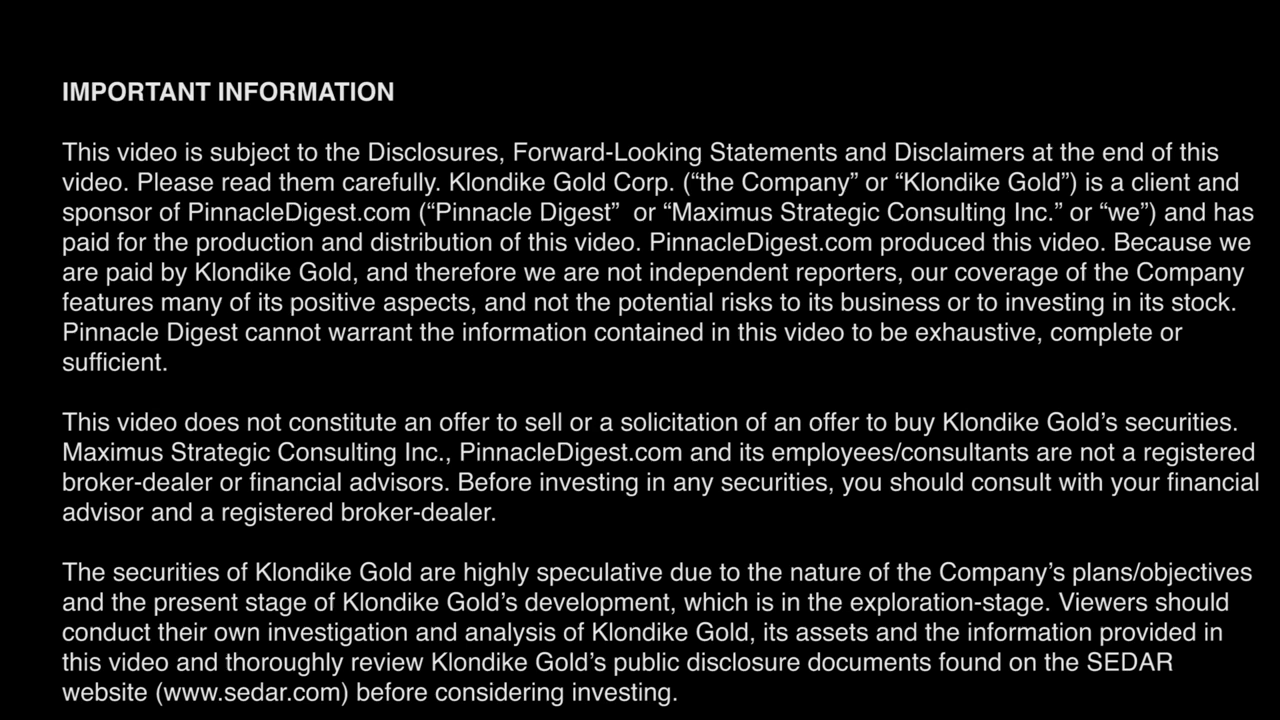 IMPORTANT INFORMATION
This video is subject to the Disclosures, Forward-Looking Statements and Disclaimers at the end of this
video. Please read them carefully. Klondike Gold Corp. (“the Company” or “Klondike Gold”) is a client and
sponsor of PinnacleDigest.com (“Pinnacle Digest”  or “Maximus Strategic Consulting Inc.” or “we”) and has
paid for the production and distribution of this video. PinnacleDigest.com produced this video. Because we
are paid by Klondike Gold, and therefore we are not independent reporters, our coverage of the Company
features many of its positive aspects, and not the potential risks to its business or to investing in its stock.
Pinnacle Digest cannot warrant the information contained in this video to be exhaustive, complete or
sufficient.
This video does not constitute an offer to sell or a solicitation of an offer to buy Klondike Gold’s securities.
Maximus Strategic Consulting Inc., PinnacleDigest.com and its employees/consultants are not a registered
broker-dealer or financial advisors. Before investing in any securities, you should consult with your financial
advisor and a registered broker-dealer.
The securities of Klondike Gold are highly speculative due to the nature of the Company’s plans/objectives
and the present stage of Klondike Gold’s development, which is in the exploration-stage. Viewers should
conduct their own investigation and analysis of Klondike Gold, its assets and the information provided in
this video and thoroughly review Klondike Gold’s public disclosure documents found on the SEDAR
website (www.sedar.com) before considering investing.